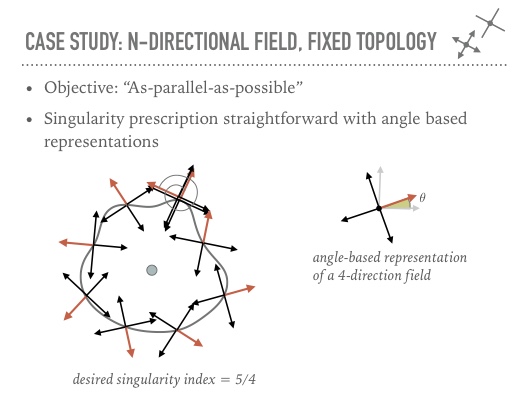 CASE STUDY: N-DIRECTIONAL FIELD, FIXED TOPOLOGY
• Objective: “As-parallel-as-possible”
• Singularity prescription straightforward with angle based
representations
θ
angle-based representation
of a 4-direction field
desired singularity index = 5/4